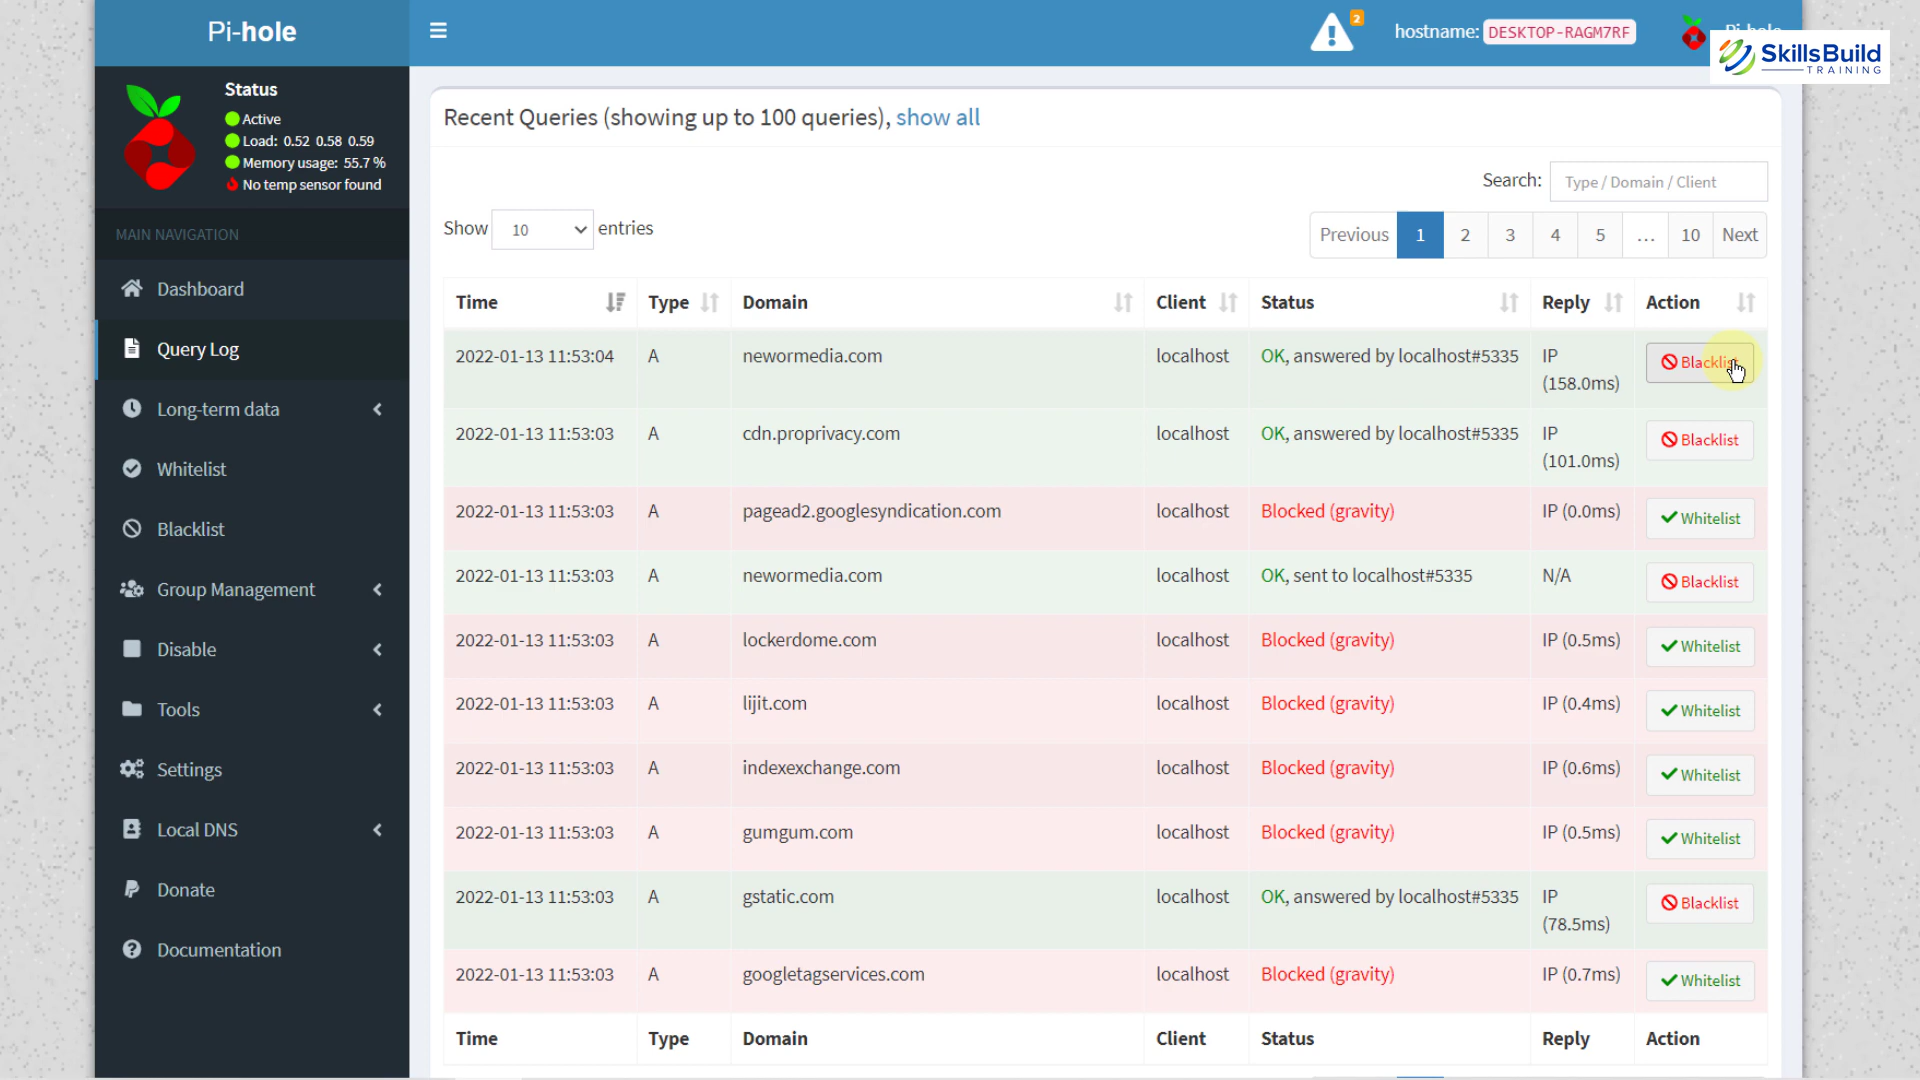 Pi-hole
2
hostname: DESKTOP-RAGM7RF
Pi-hole
SkillsBuild
TRAINING
Status
Active
Load: 0.52 0.58 0.59
Memory usage: 55.7 %
No temp sensor found
MAIN NAVIGATION
Dashboard
Query Log
Long-term data
Whitelist
Blacklist
Group Management
Disable
Tools
Settings
Local DNS
Donate
Documentation
Recent Queries (showing up to 100 queries), show all
Search: Type / Domain / Client
Show 10 entries
Previous 1 2 3 4 5 ... 10 Next
Time Type Domain Client Status Reply Action
2022-01-13 11:53:04 A newormedia.com localhost OK, answered by localhost#5335 IP (158.0ms) Blacklist
2022-01-13 11:53:03 A cdn.proprivacy.com localhost OK, answered by localhost#5335 IP (101.0ms) Blacklist
2022-01-13 11:53:03 A pagead2.googlesyndication.com localhost Blocked (gravity) IP (0.0ms) Whitelist
2022-01-13 11:53:03 A newormedia.com localhost OK, sent to localhost#5335 N/A Blacklist
2022-01-13 11:53:03 A lockerdome.com localhost Blocked (gravity) IP (0.5ms) Whitelist
2022-01-13 11:53:03 A lijit.com localhost Blocked (gravity) IP (0.4ms) Whitelist
2022-01-13 11:53:03 A indexexchange.com localhost Blocked (gravity) IP (0.6ms) Whitelist
2022-01-13 11:53:03 A gumgum.com localhost Blocked (gravity) IP (0.5ms) Whitelist
2022-01-13 11:53:03 A gstatic.com localhost OK, answered by localhost#5335 IP (78.5ms) Blacklist
2022-01-13 11:53:03 A googletagservices.com localhost Blocked (gravity) IP (0.7ms) Whitelist
Time Type Domain Client Status Reply Action